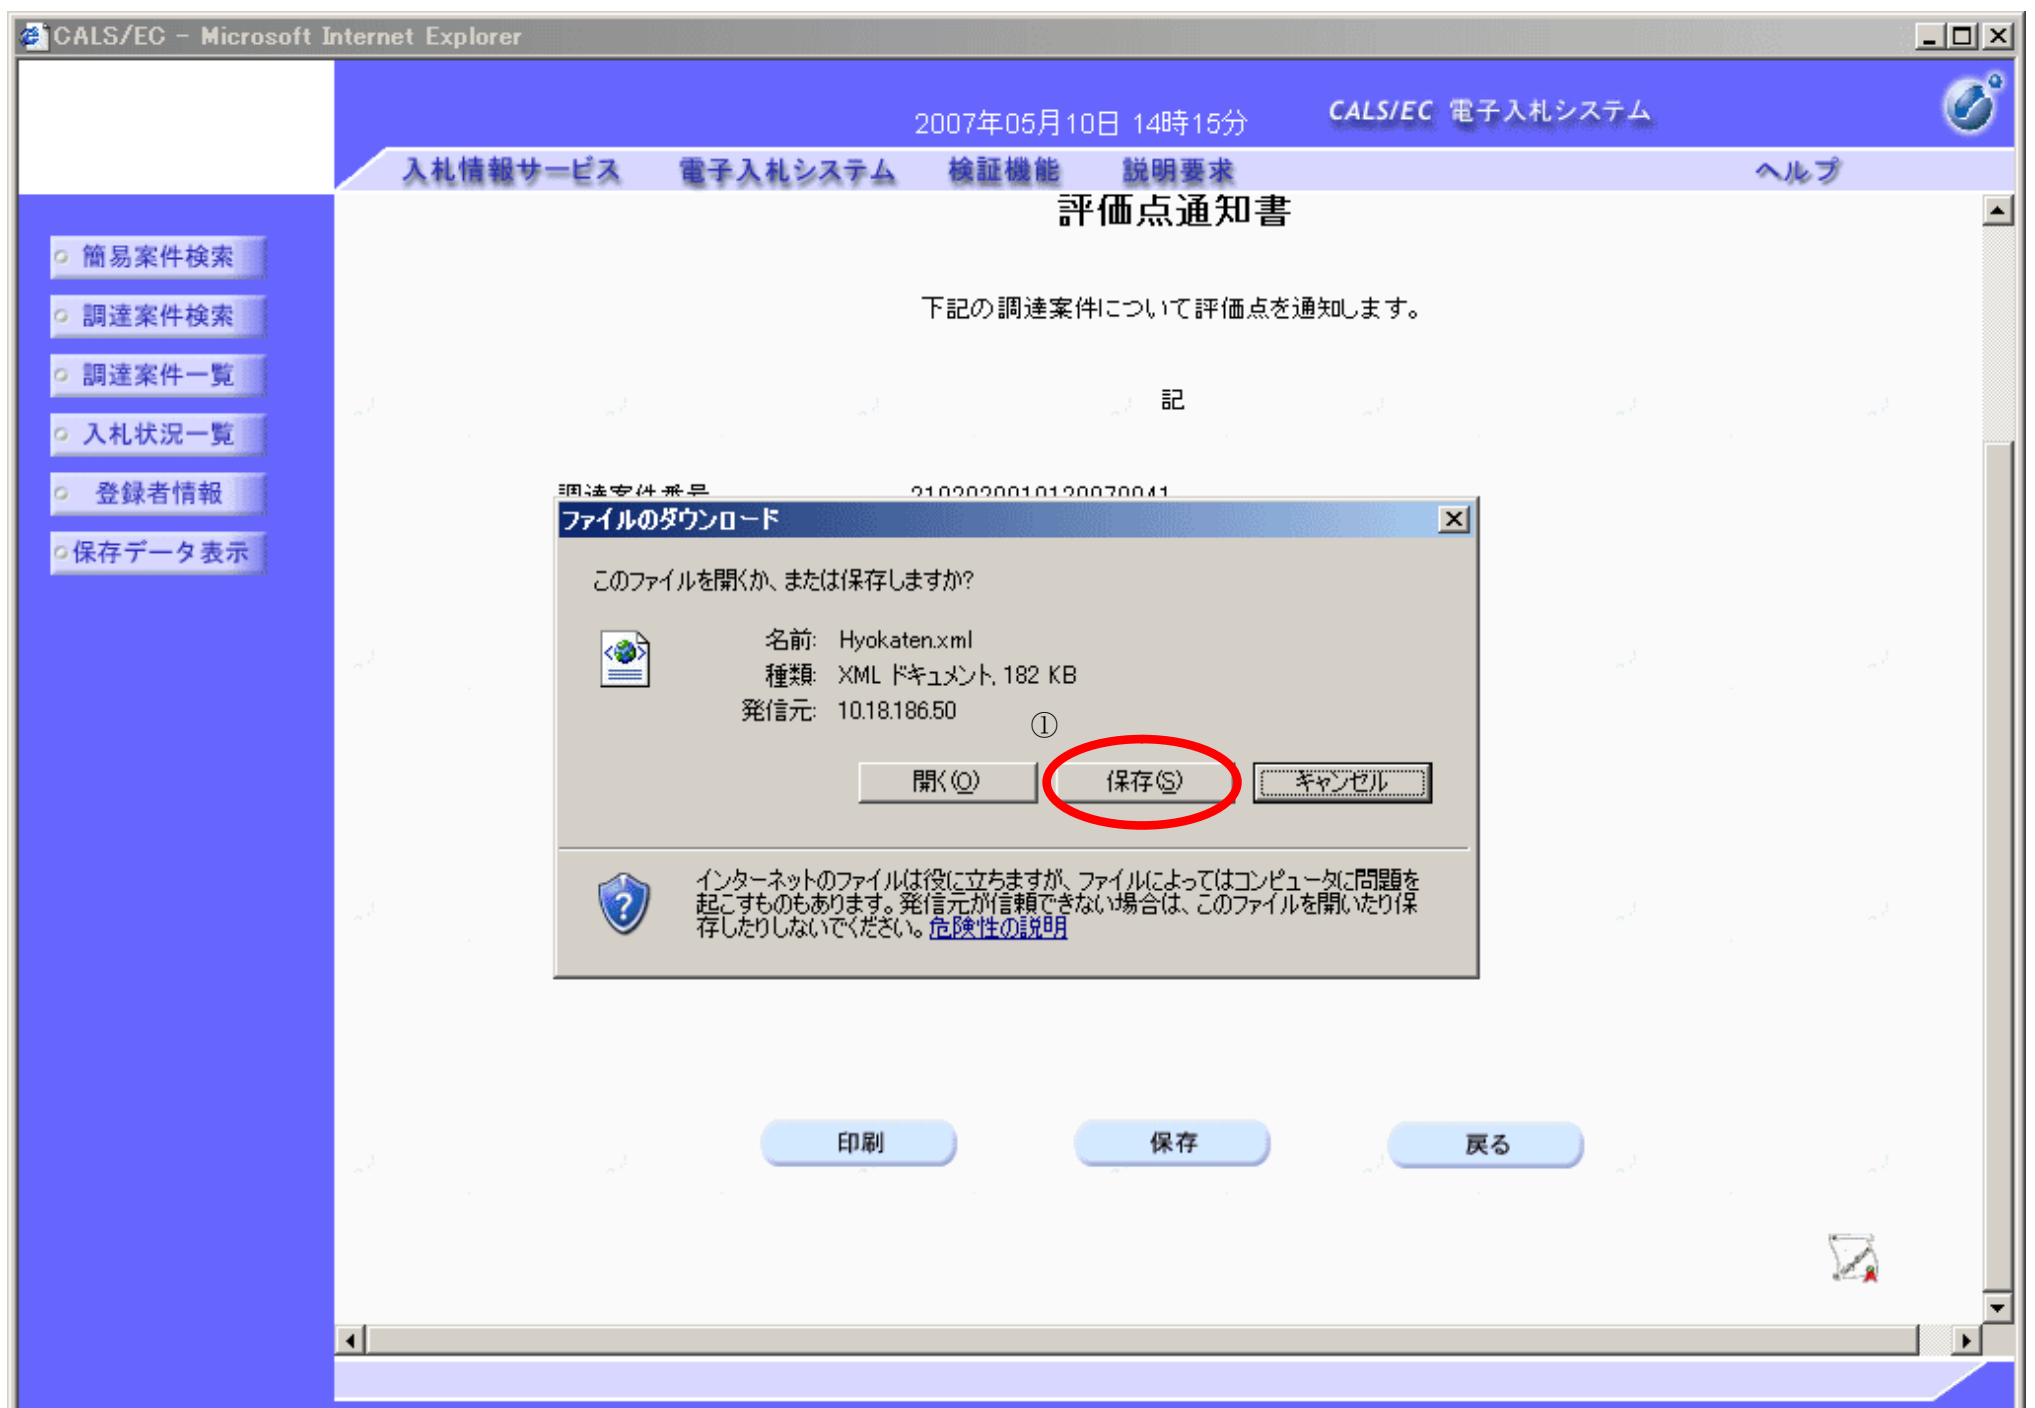 CALS/EC - Microsoft Internet Explorer
2007年05月10日 14時15分
CALS/EC 電子入札システム
入札情報サービス 電子入札システム 検証機能 説明要求 ヘルプ
簡易案件検索
調達案件検索
調達案件一覧
入札状況一覧
登録者情報
保存データ表示
評価点通知書
下記の調達案件について評価点を通知します。
記
調達案件番号 2102020010120070041
ファイルのダウンロード
このファイルを開くか、または保存しますか?
名前: Hyokaten.xml
種類: XML ドキュメント, 182 KB
発信元: 10.18.186.50
①
開く(O) 保存(S) キャンセル
インターネットのファイルは役に立ちますが、ファイルによってはコンピュータに問題を
起こすものもあります。発信元が信頼できない場合は、このファイルを開いたり保
存したりしないでください。危険性の説明
印刷 保存 戻る